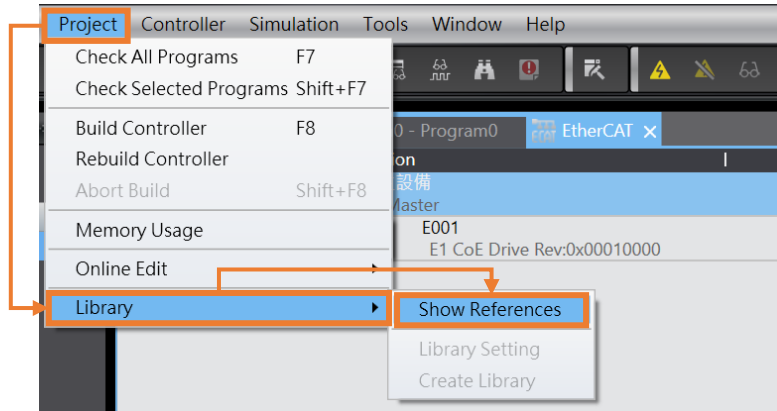 Project Controller Simulation Tools Window Help
Check All Programs F7
Check Selected Programs Shift+F7
Build Controller F8
0 - Program0 EtherCAT
Rebuild Controller
ion
Abort Build Shift+F8
設備
Master
Memory Usage
E001
E1 CoE Drive Rev:0x00010000
Online Edit
Library
Show References
Library Setting
Create Library